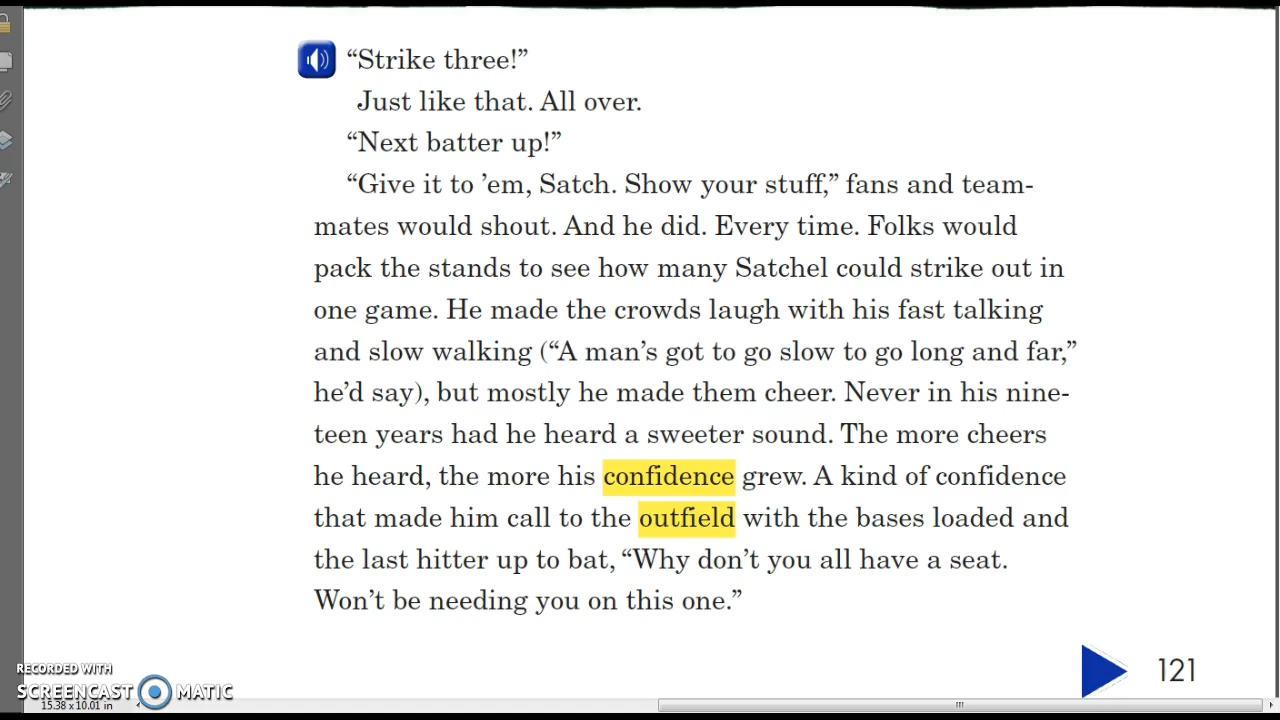 “Strike three!”
Just like that. All over.
“Next batter up!”
“Give it to ’em, Satch. Show your stuff,” fans and team-
mates would shout. And he did. Every time. Folks would
pack the stands to see how many Satchel could strike out in
one game. He made the crowds laugh with his fast talking
and slow walking (“A man’s got to go slow to go long and far,”
he’d say), but mostly he made them cheer. Never in his nine-
teen years had he heard a sweeter sound. The more cheers
he heard, the more his confidence grew. A kind of confidence
that made him call to the outfield with the bases loaded and
the last hitter up to bat, “Why don’t you all have a seat.
Won’t be needing you on this one.”
121
RECORDED WITH
SCREENCAST MATIC
15.38 x 10.01 in